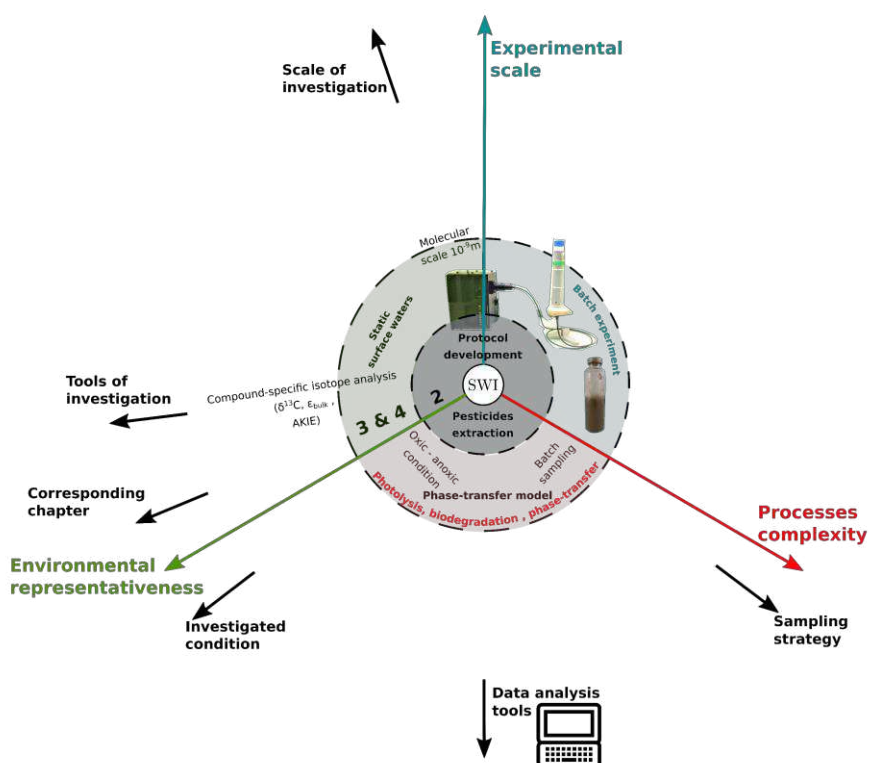 Experimental
scale
Scale of
investigation
Molecular
scale 10⁻⁹m
Static
surface waters
Batch experiment
Protocol
development
SWI
Pesticides
extraction
2
3 & 4
Tools of
investigation
Compound-specific isotope analysis
(δ¹³C, ε_bulk ,
AKIE)
Oxic - anoxic
condition
Batch
sampling
Phase-transfer model
Photolysis, biodegradation , phase-transfer
Corresponding
chapter
Environmental
representativeness
Processes
complexity
Investigated
condition
Sampling
strategy
Data analysis
tools